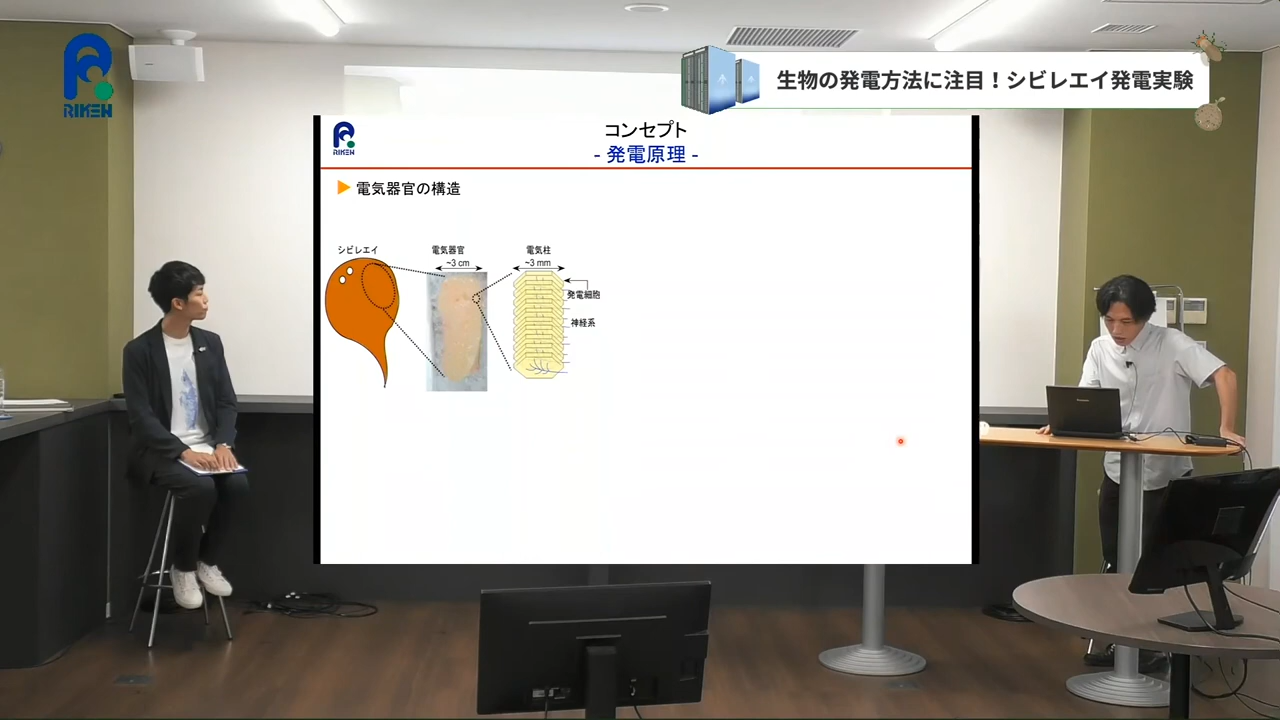 RIKEN
生物の発電方法に注目！シビレエイ発電実験
RIKEN
コンセプト
- 発電原理 -
電気器官の構造
シビレエイ
電気器官
~3 cm
電気柱
~3 mm
発電細胞
神経系